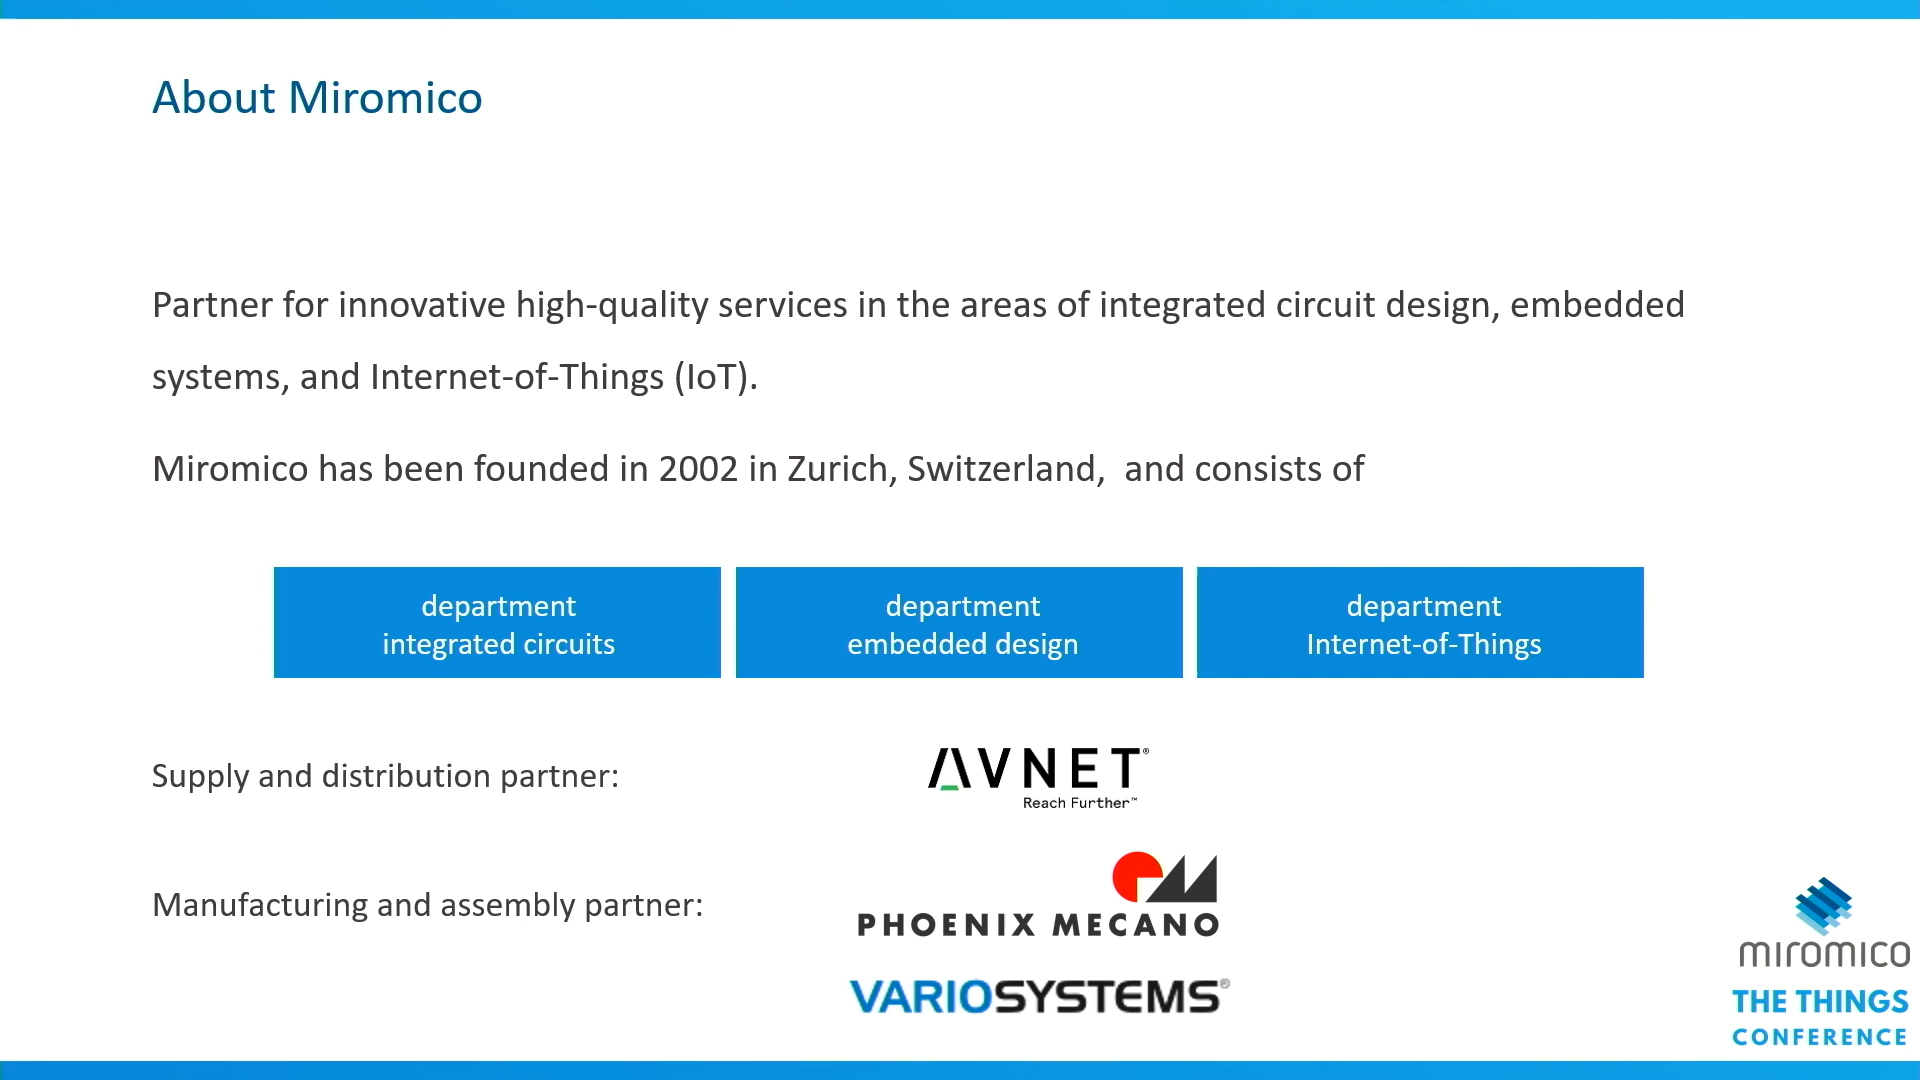 About Miromico
Partner for innovative high-quality services in the areas of integrated circuit design, embedded
systems, and Internet-of-Things (IoT).
Miromico has been founded in 2002 in Zurich, Switzerland,  and consists of
department
integrated circuits
department
embedded design
department
Internet-of-Things
Supply and distribution partner:
AVNET®
Reach Further™
Manufacturing and assembly partner:
PHOENIX MECANO
VARIOSYSTEMS®
miromico
THE THINGS
CONFERENCE